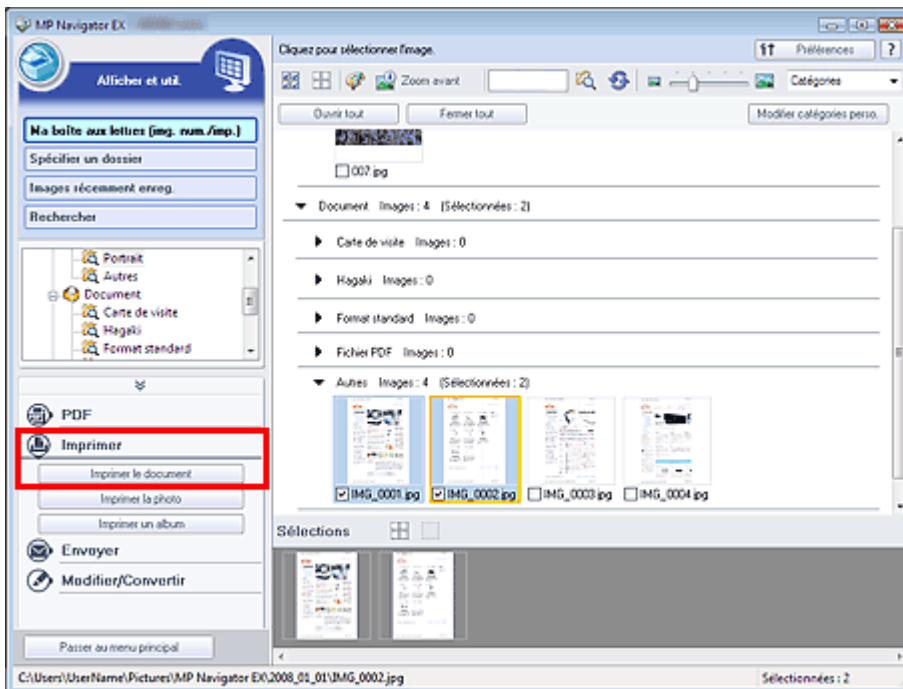 MP Navigator EX
Afficher et util.
Ma boîte aux lettres (img. num./imp.)
Spécifier un dossier
Images récemment enreg.
Rechercher
Portrait
Autres
Document
Carte de visite
Hagaki
Format standard
PDF
Imprimer
Imprimer le document
Imprimer la photo
Imprimer un album
Envoyer
Modifier/Convertir
Passer au menu principal
Cliquez pour sélectionner l'image.
Préférences
?
Zoom avant
Catégories
Ouvrir tout
Fermer tout
Modifier catégories perso.
007.jpg
Document Images : 4 (Sélectionnées : 2)
Carte de visite Images : 0
Hagaki Images : 0
Format standard Images : 0
Fichier PDF Images : 0
Autres Images : 4 (Sélectionnées : 2)
IMG_0001.jpg IMG_0002.jpg IMG_0003.jpg IMG_0004.jpg
Sélections
C:\Users\UserName\Pictures\MP Navigator EX\2008_01_01\IMG_0002.jpg
Sélectionnées : 2